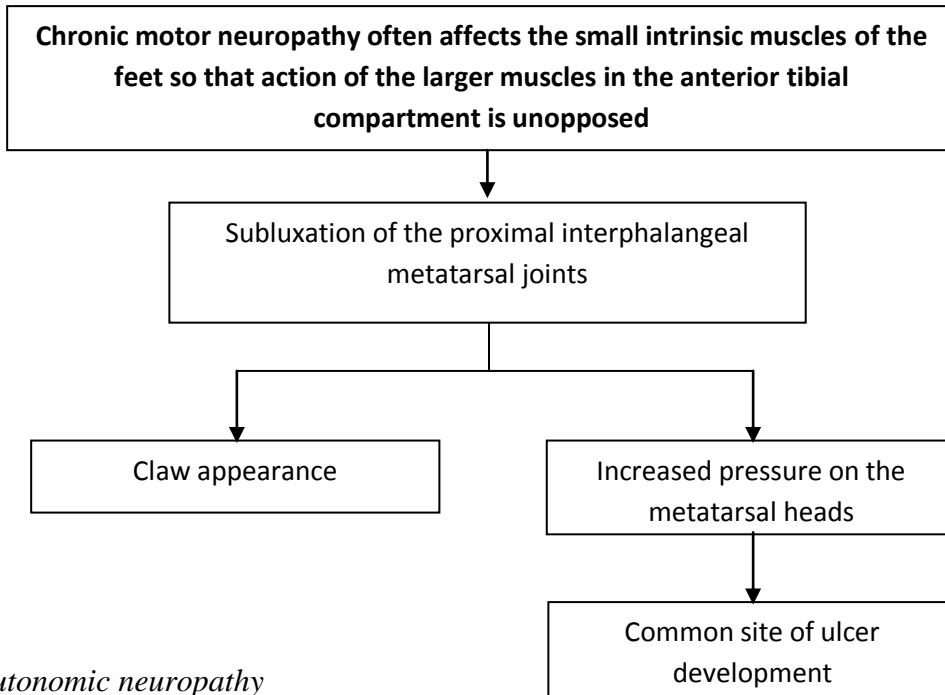 Chronic motor neuropathy often affects the small intrinsic muscles of the
feet so that action of the larger muscles in the anterior tibial
compartment is unopposed
Subluxation of the proximal interphalangeal
metatarsal joints
Claw appearance
Increased pressure on the
metatarsal heads
Common site of ulcer
development
utonomic neuropathy